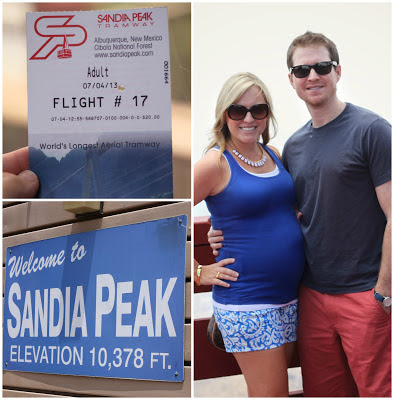 SANDIA PEAK
TRAMWAY
Albuquerque, New Mexico
Cibola National Forest
www.sandiapeak.com
Adult
07/04/13
FLIGHT # 17
World's Longest Aerial Tramway
001664
Welcome to
SANDIA PEAK
ELEVATION 10,378 FT.